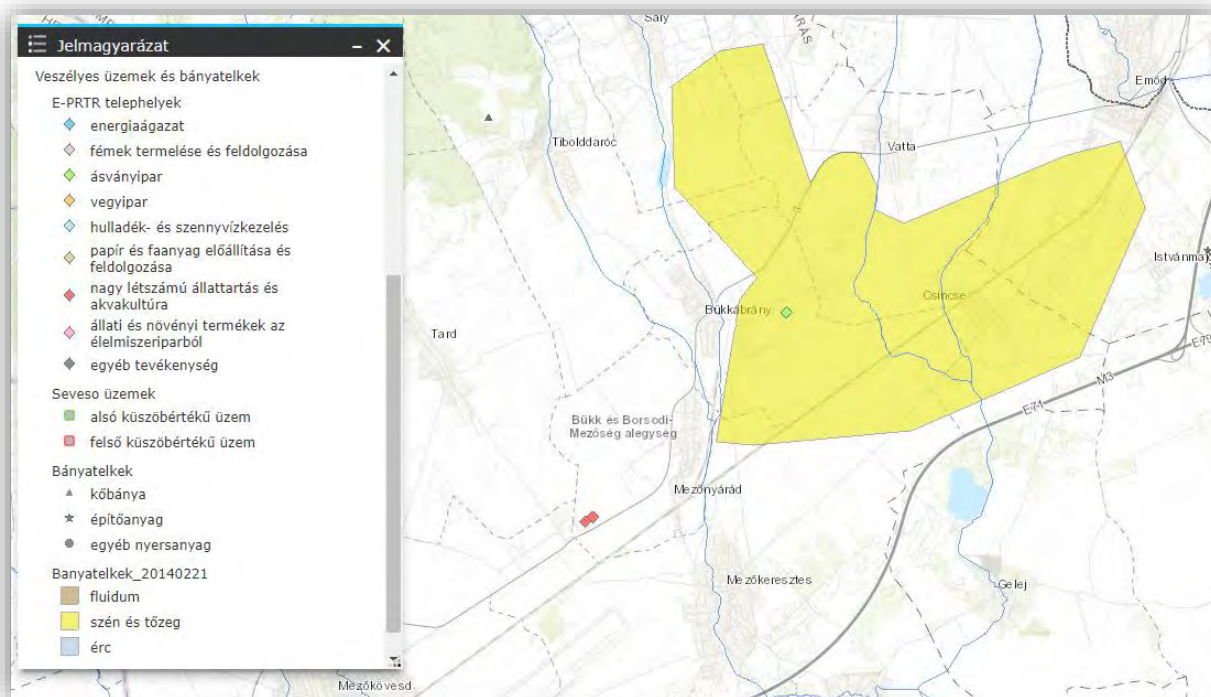 Jelmagyarázat
Veszélyes üzemek és bányatelkek
E-PRTR telephelyek
energiaágazat
fémek termelése és feldolgozása
ásványipar
vegyipar
hulladék- és szennyvízkezelés
papír és faanyag előállítása és
feldolgozása
nagy létszámú állattartás és
akvakultúra
állati és növényi termékek az
élelmiszeriparból
egyéb tevékenység
Seveso üzemek
alsó küszöbértékű üzem
felső küszöbértékű üzem
Bányatelkek
kőbánya
építőanyag
egyéb nyersanyag
Banyatelkek_20140221
fluidum
szén és tőzeg
érc
Sály
Emőd
Tibolddaróc
Vatta
Istvánmajo
Csincse
Bükkábrány
Tard
E79
M3
E71
Bükk és Borsodi-
Mezőség alegység
Mezőnyárád
Mezőkeresztes
Gelej
Mezőkövesd